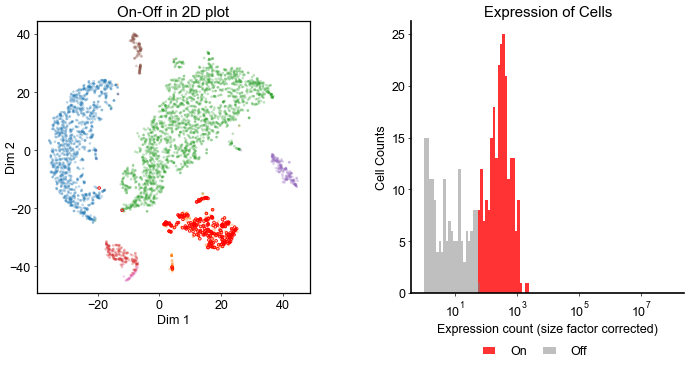 On-Off in 2D plot
40
20
0
−20
−40
Dim 2
−20
0
20
40
Dim 1
Expression of Cells
25
20
15
10
5
0
Cell Counts
10^1
10^3
10^5
10^7
Expression count (size factor corrected)
On Off